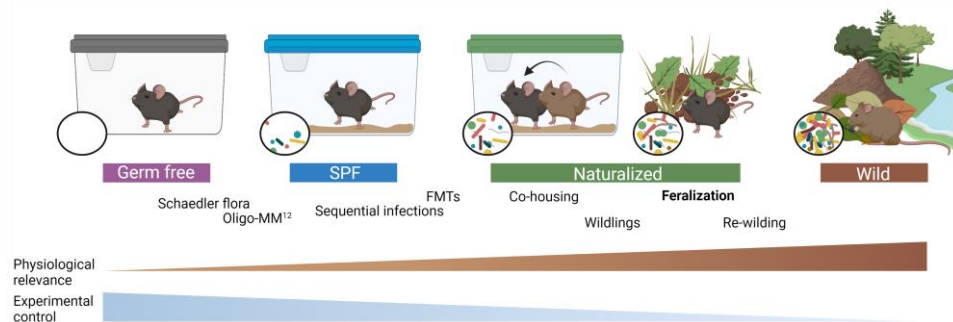 Germ free
SPF
Naturalized
Wild
Schaedler flora
Oligo-MM¹²
Sequential infections
FMTs
Co-housing
Wildlings
Feralization
Re-wilding
Physiological
relevance
Experimental
control